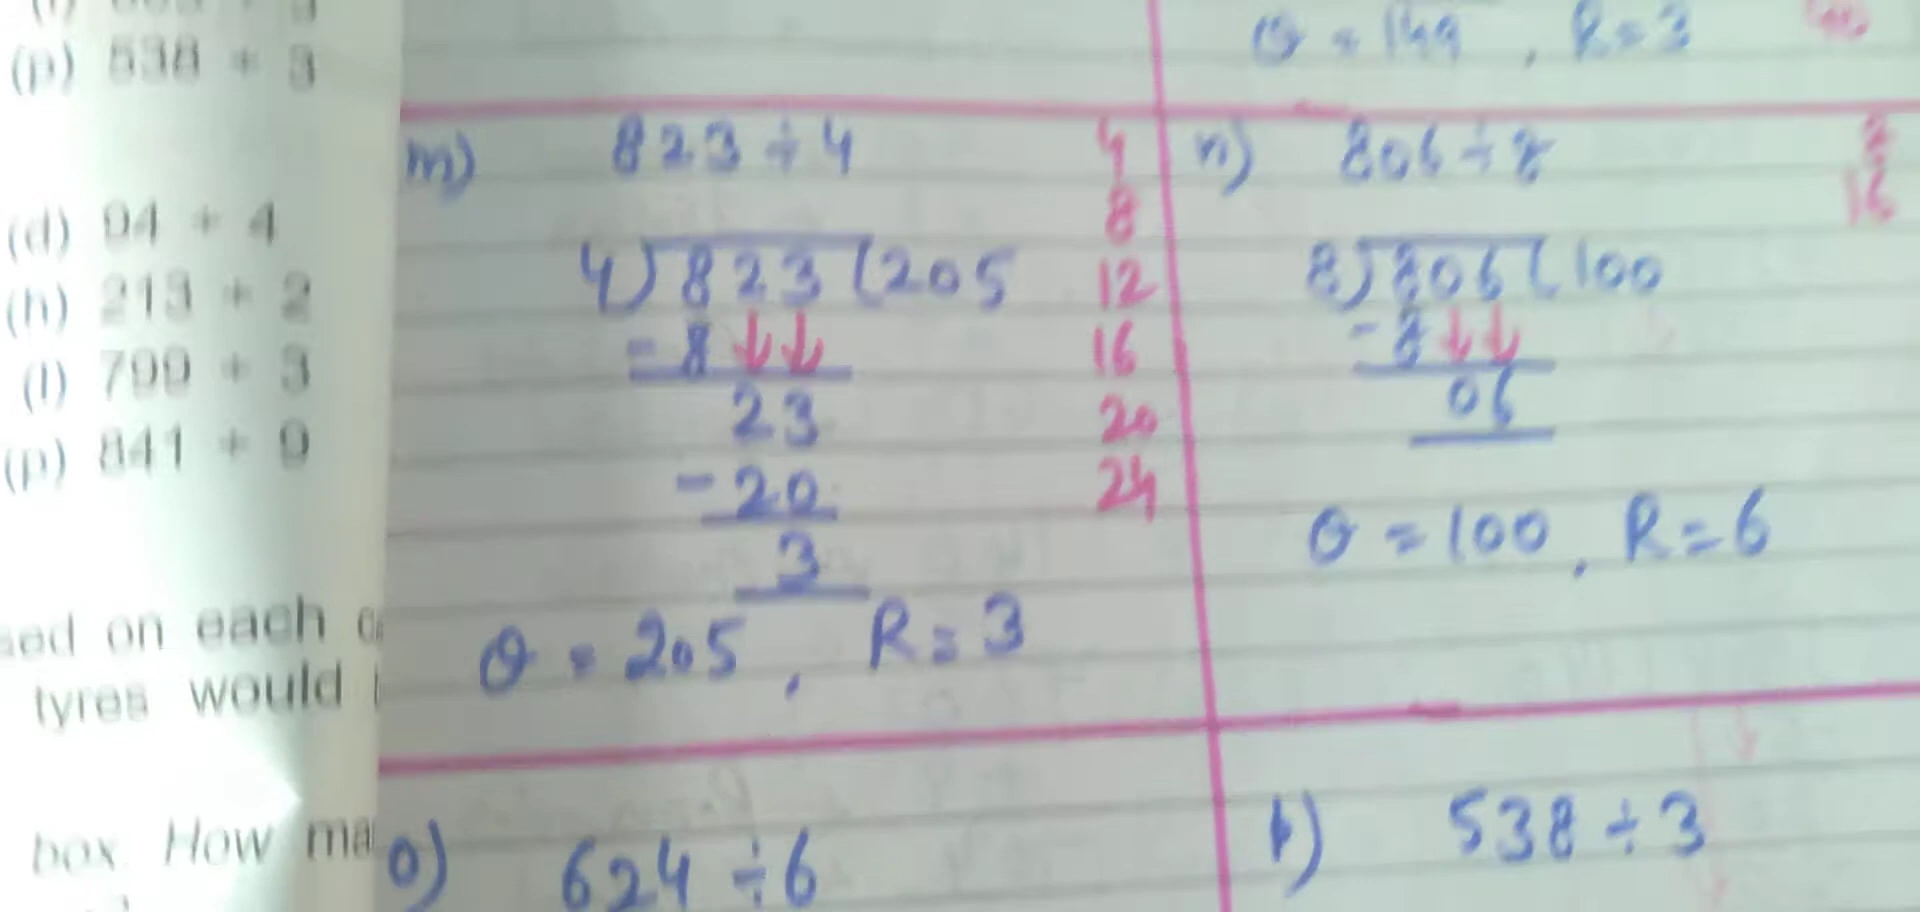 (p) 538 ÷ 3
(d) 94 ÷ 4
(h) 213 ÷ 2
(l) 799 ÷ 3
(p) 841 ÷ 9
on each
tyres would
box. How
Q = 149, R = 3
m) 823 ÷ 4
4
8
12
16
20
24
4)823(205
- 8↓↓
23
- 20
3
Q = 205, R = 3
n) 806 ÷ 8
8
16
8)806(100
- 8↓↓
06
Q = 100, R = 6
o) 624 ÷ 6
p) 538 ÷ 3